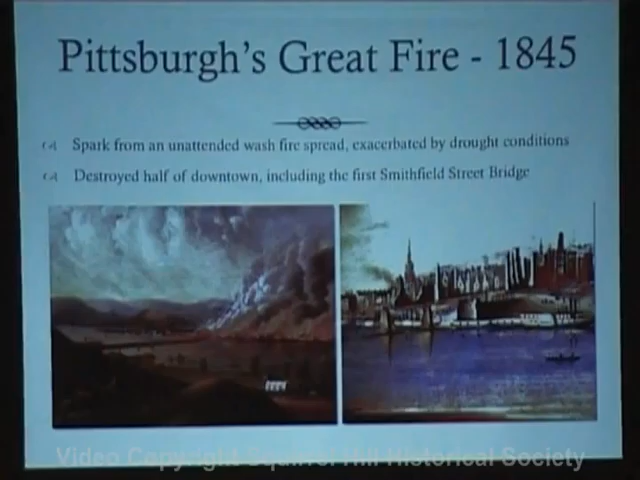 Pittsburgh's Great Fire - 1845
Spark from an unattended wash fire spread, exacerbated by drought conditions
Destroyed half of downtown, including the first Smithfield Street Bridge
Video Copyright Squirrel Hill Historical Society